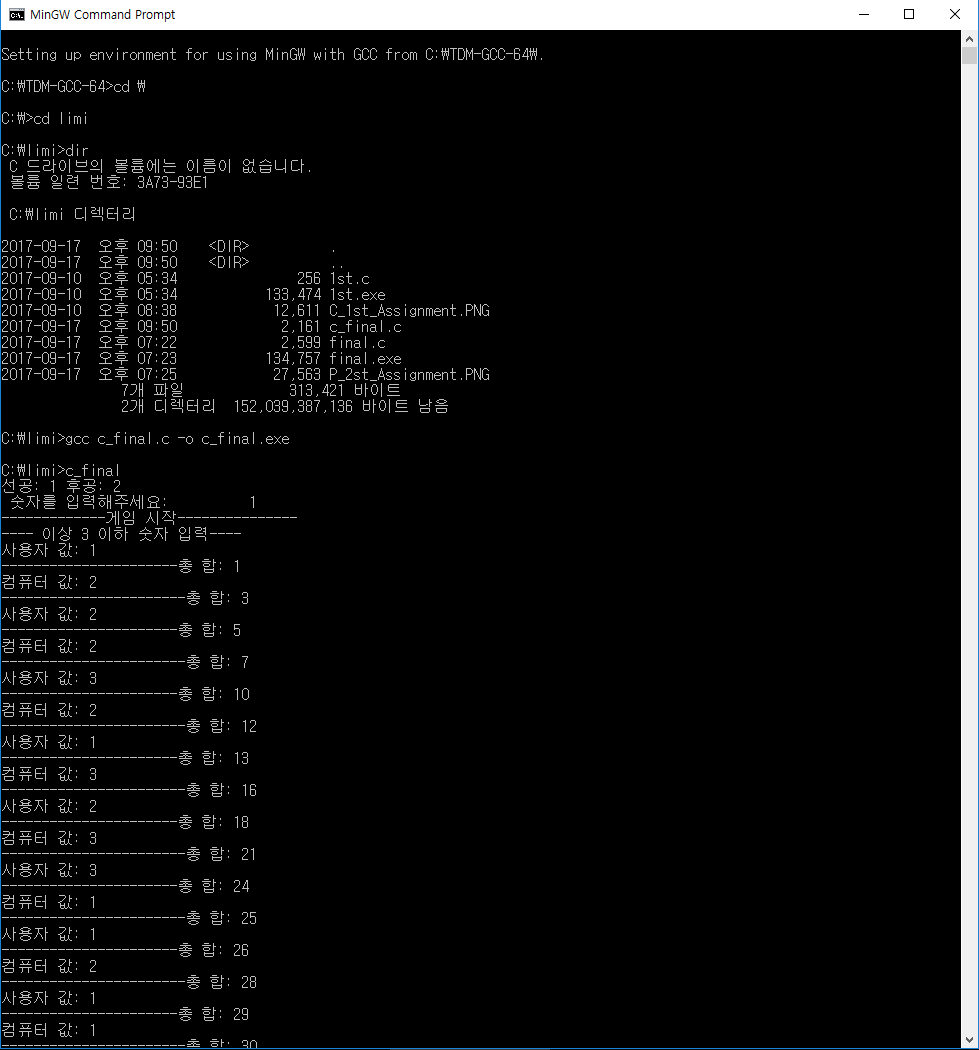 MinGW Command Prompt
Setting up environment for using MinGW with GCC from C:\TDM-GCC-64\.
C:\TDM-GCC-64>cd \
C:\>cd limi
C:\limi>dir
C 드라이브의 볼륨에는 이름이 없습니다.
볼륨 일련 번호: 3A73-93E1
C:\limi 디렉터리
2017-09-17  오후 09:50    <DIR>          .
2017-09-17  오후 09:50    <DIR>          ..
2017-09-10  오후 05:34               256 1st.c
2017-09-10  오후 05:34           133,474 1st.exe
2017-09-10  오후 08:38            12,611 C_1st_Assignment.PNG
2017-09-17  오후 09:50             2,161 c_final.c
2017-09-17  오후 07:22             2,599 final.c
2017-09-17  오후 07:23           134,757 final.exe
2017-09-17  오후 07:25            27,563 P_2st_Assignment.PNG
7개 파일             313,421 바이트
2개 디렉터리  152,039,387,136 바이트 남음
C:\limi>gcc c_final.c -o c_final.exe
C:\limi>c_final
선공: 1 후공: 2
숫자를 입력해주세요:          1
-------------게임 시작---------------
---- 이상 3 이하 숫자 입력----
사용자 값: 1
----------------------총 합: 1
컴퓨터 값: 2
-----------------------총 합: 3
사용자 값: 2
----------------------총 합: 5
컴퓨터 값: 2
-----------------------총 합: 7
사용자 값: 3
----------------------총 합: 10
컴퓨터 값: 2
-----------------------총 합: 12
사용자 값: 1
----------------------총 합: 13
컴퓨터 값: 3
-----------------------총 합: 16
사용자 값: 2
----------------------총 합: 18
컴퓨터 값: 3
-----------------------총 합: 21
사용자 값: 3
----------------------총 합: 24
컴퓨터 값: 1
-----------------------총 합: 25
사용자 값: 1
----------------------총 합: 26
컴퓨터 값: 2
-----------------------총 합: 28
사용자 값: 1
----------------------총 합: 29
컴퓨터 값: 1
-----------------------총 합: 30